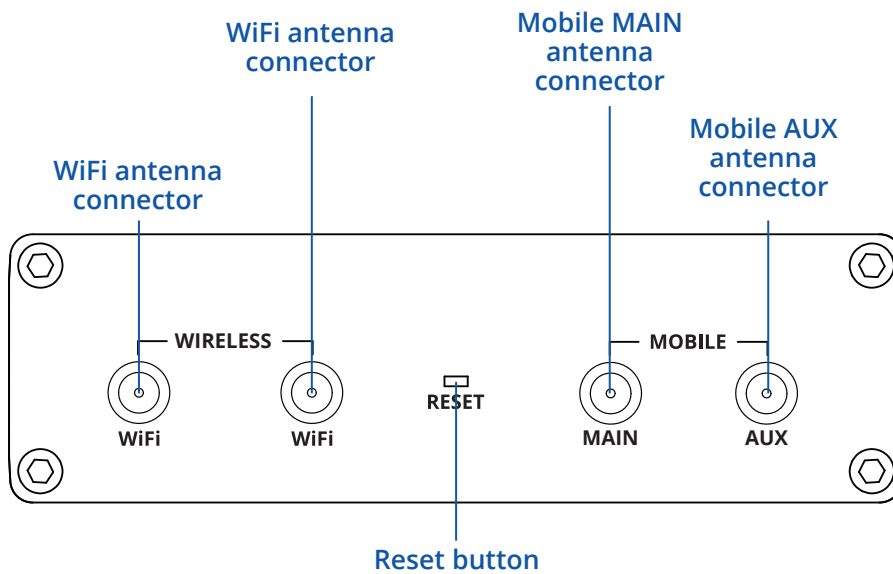 WiFi antenna
connector
Mobile MAIN
antenna
connector
Mobile AUX
antenna
connector
WiFi antenna
connector
WIRELESS
MOBILE
RESET
WiFi
WiFi
MAIN
AUX
Reset button